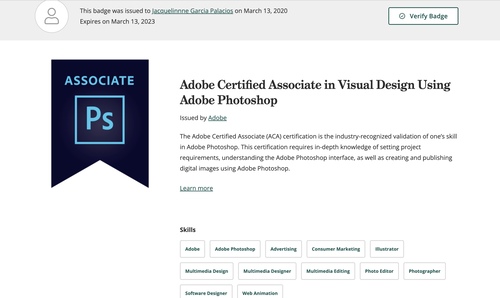 This badge was issued to Jacquelinnne Garcia Palacios on March 13, 2020
Expires on March 13, 2023
Verify Badge
ASSOCIATE
Ps
Adobe Certified Associate in Visual Design Using
Adobe Photoshop
Issued by Adobe
The Adobe Certified Associate (ACA) certification is the industry-recognized validation of one's skill
in Adobe Photoshop. This certification requires in-depth knowledge of setting project
requirements, understanding the Adobe Photoshop interface, as well as creating and publishing
digital images using Adobe Photoshop.
Learn more
Skills
Adobe Adobe Photoshop Advertising Consumer Marketing Illustrator
Multimedia Design Multimedia Designer Multimedia Editing Photo Editor Photographer
Software Designer Web Animation